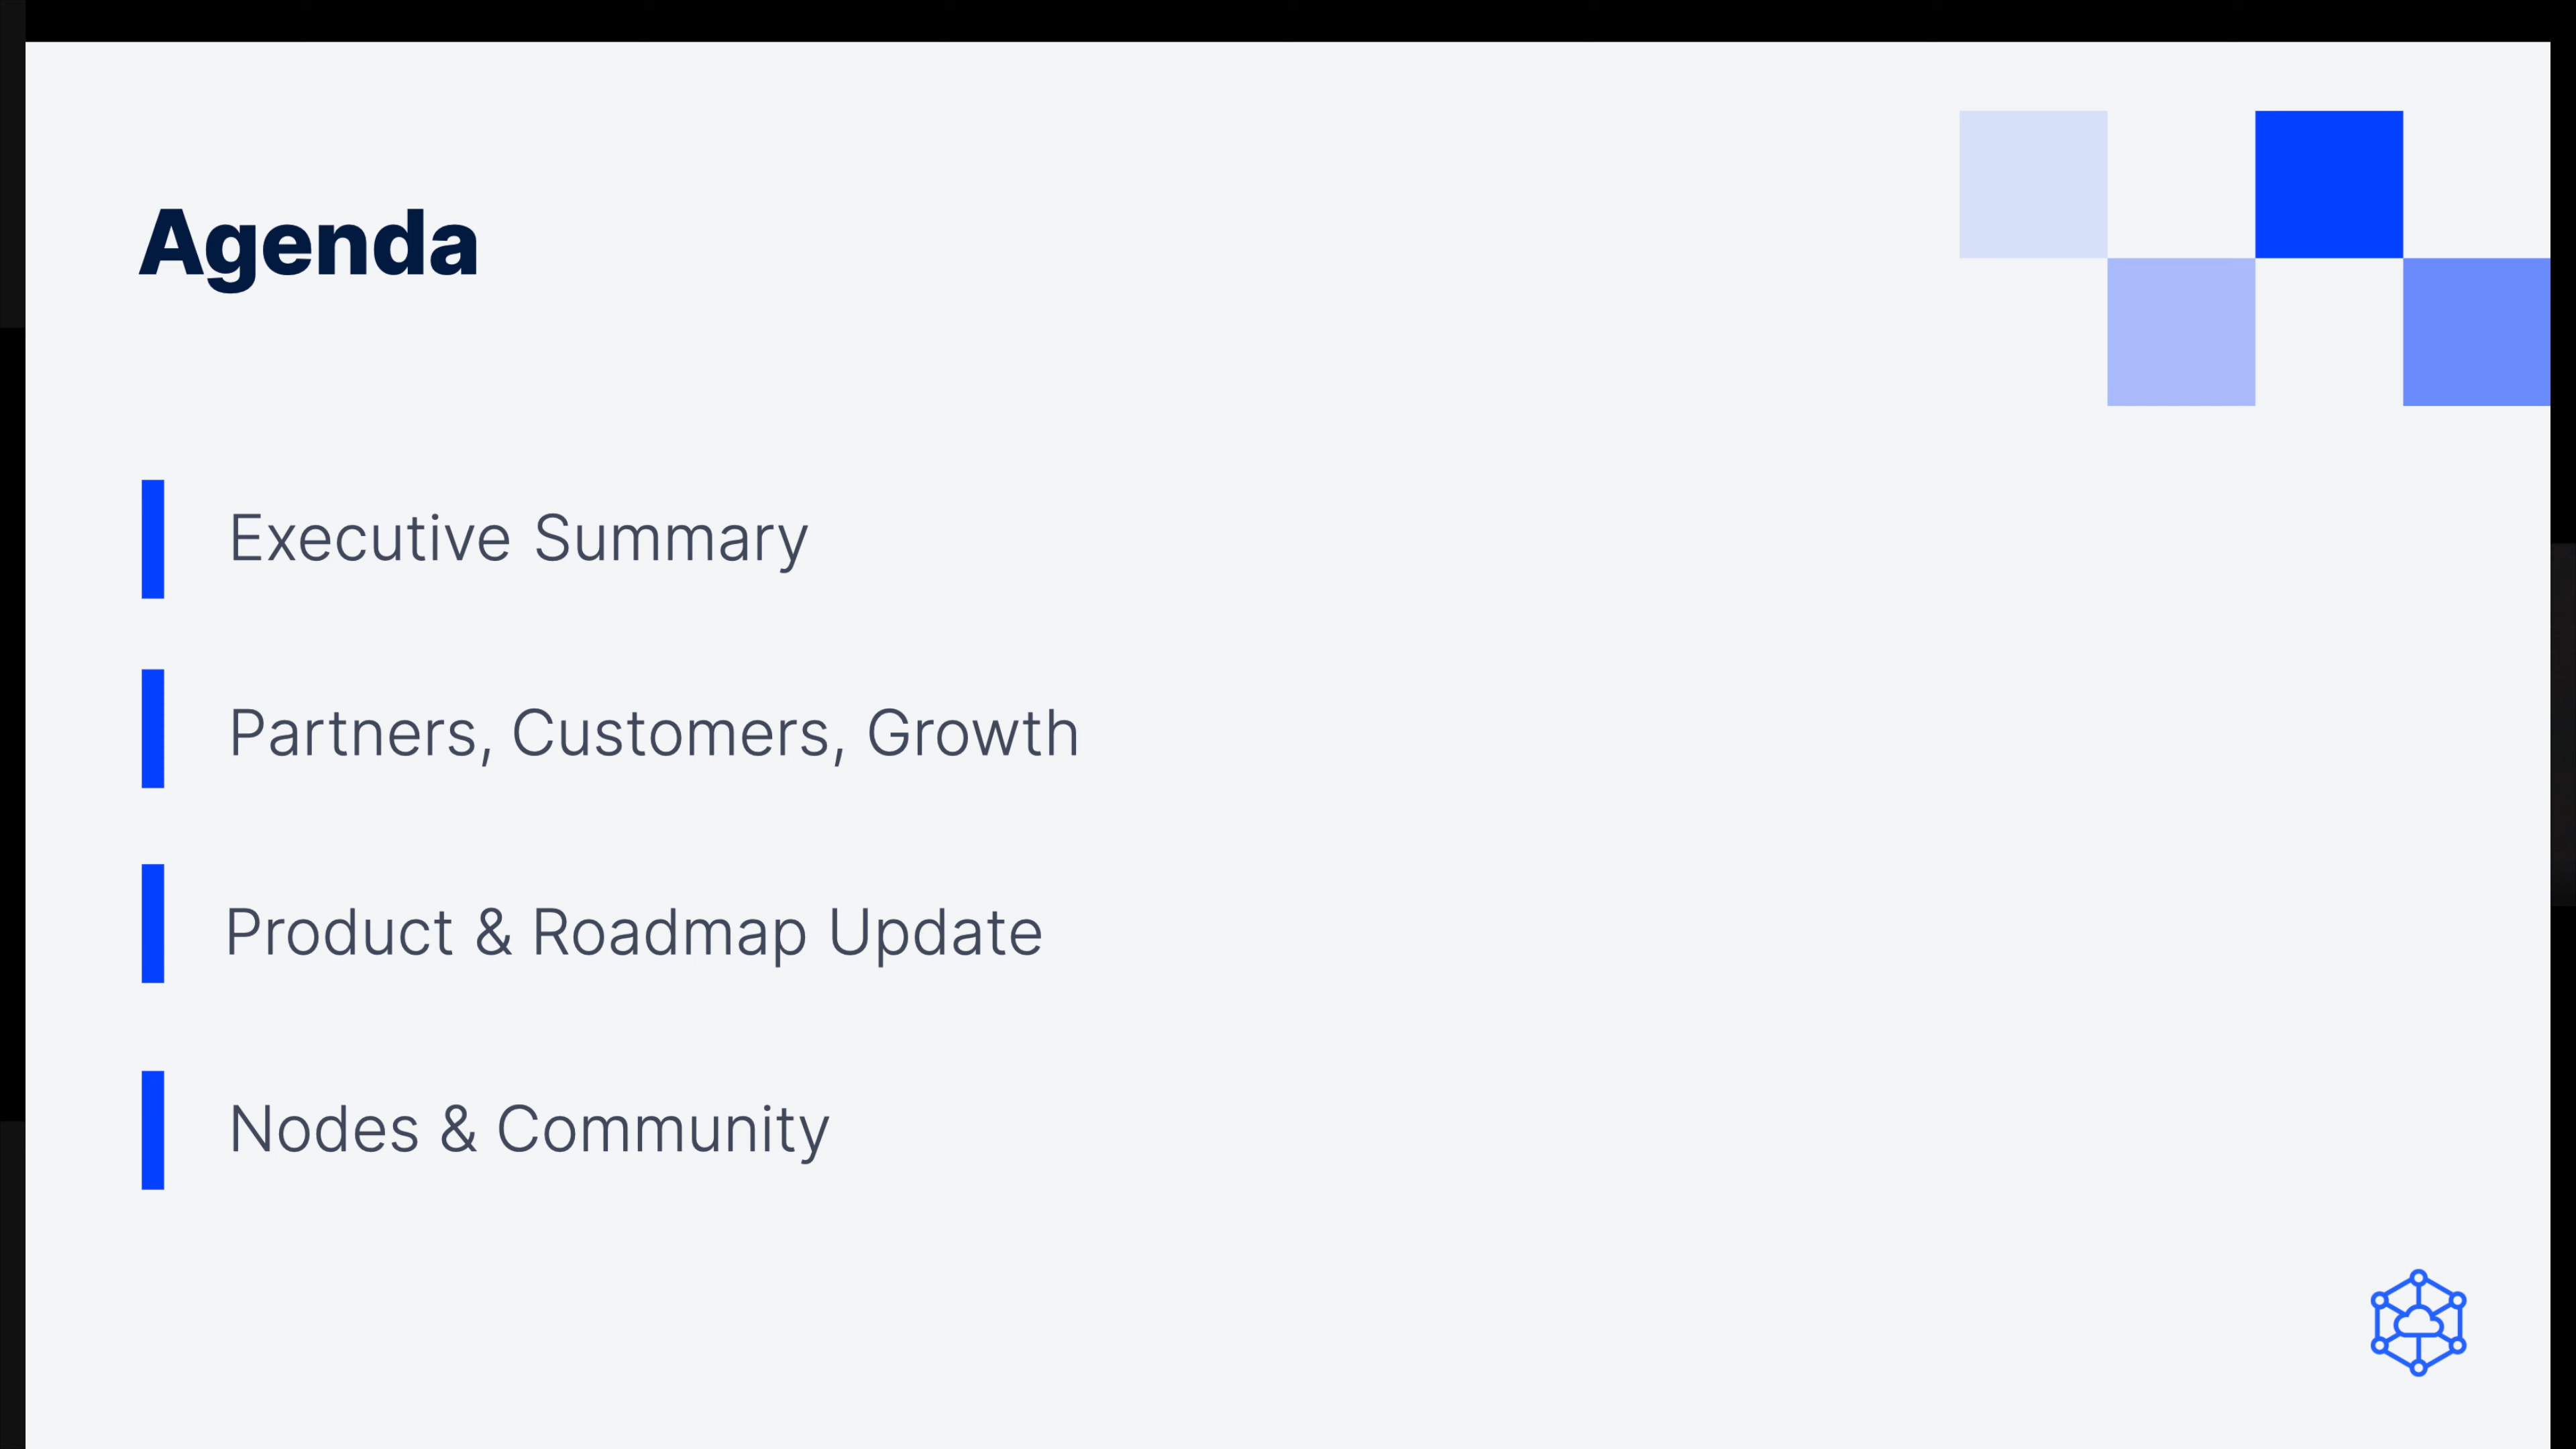 Agenda
Executive Summary
Partners, Customers, Growth
Product & Roadmap Update
Nodes & Community